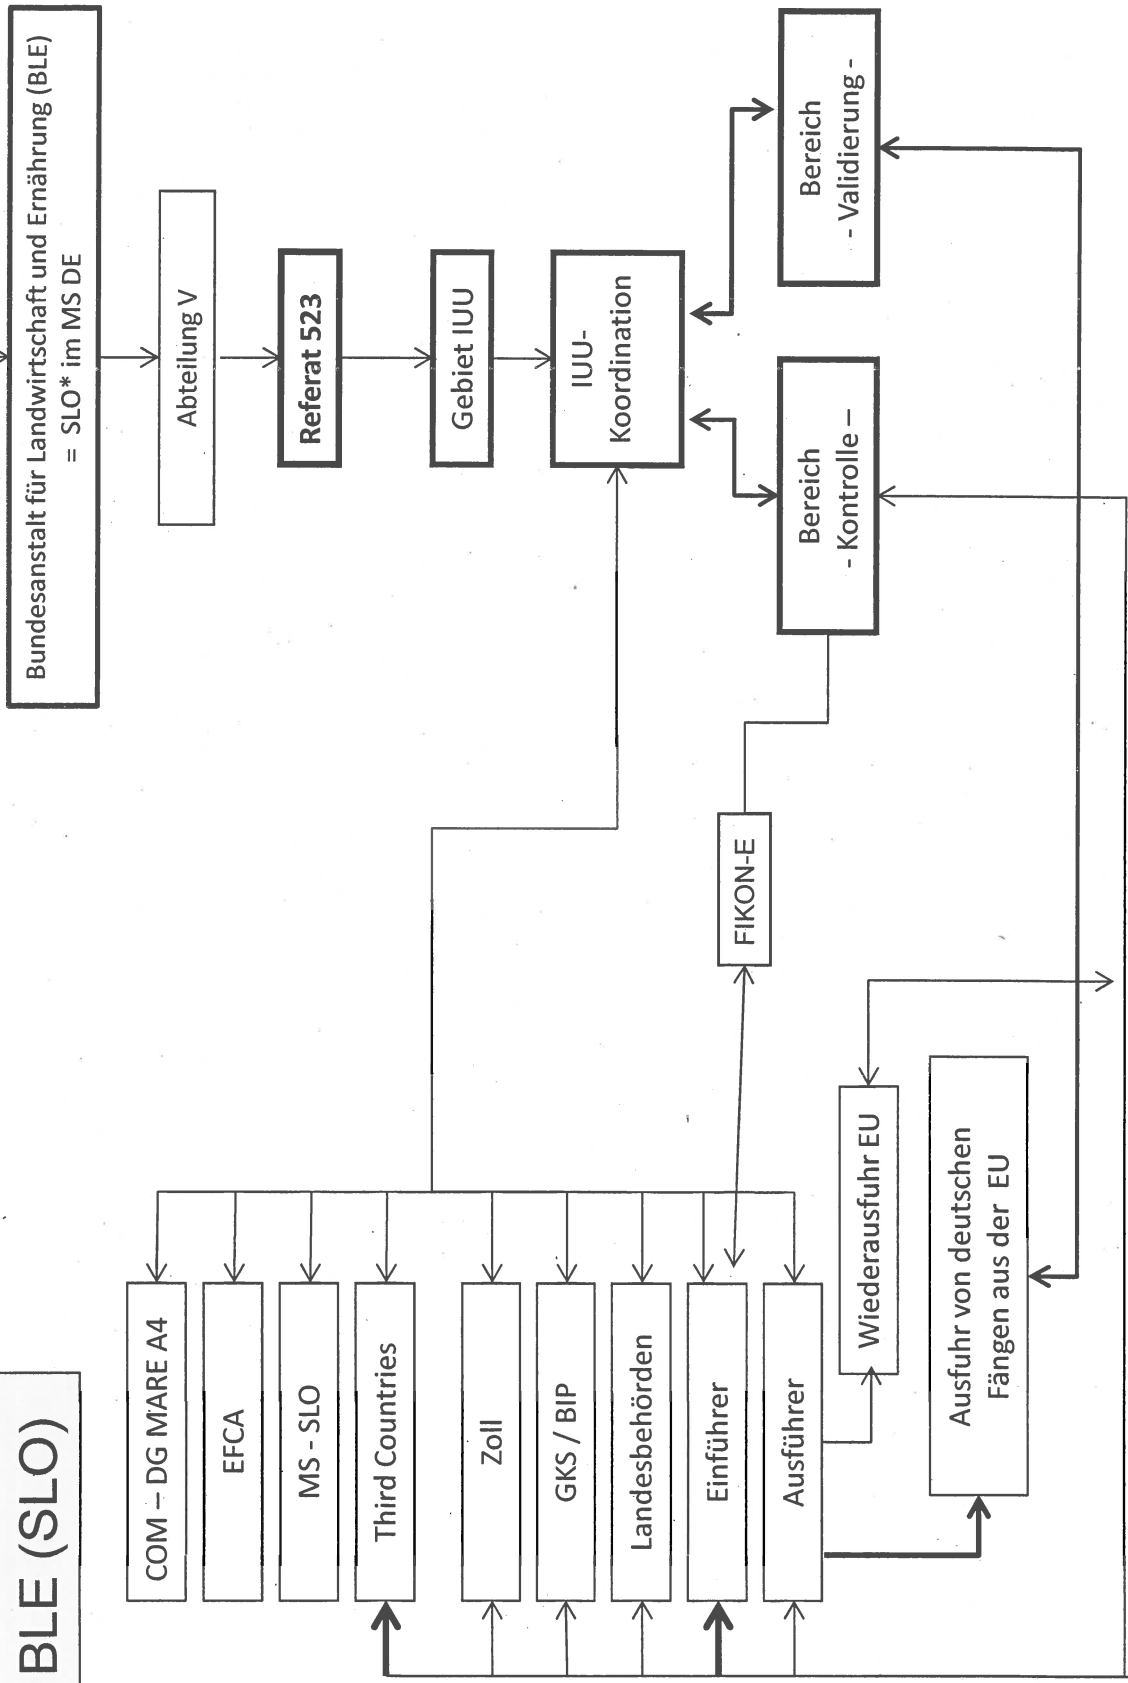 BLE (SLO)
Bundesanstalt für Landwirtschaft und Ernährung (BLE)
= SLO* im MS DE
Abteilung V
Referat 523
Gebiet IUU
IUU-
Koordination
Bereich
- Kontrolle –
Bereich
- Validierung -
COM – DG MARE A4
EFCA
MS - SLO
Third Countries
Zoll
GKS / BIP
Landesbehörden
Einführer
Ausführer
FIKON-E
Wiederausfuhr EU
Ausfuhr von deutschen
Fängen aus der EU